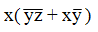 x( y̅z̅ + xy̅ )